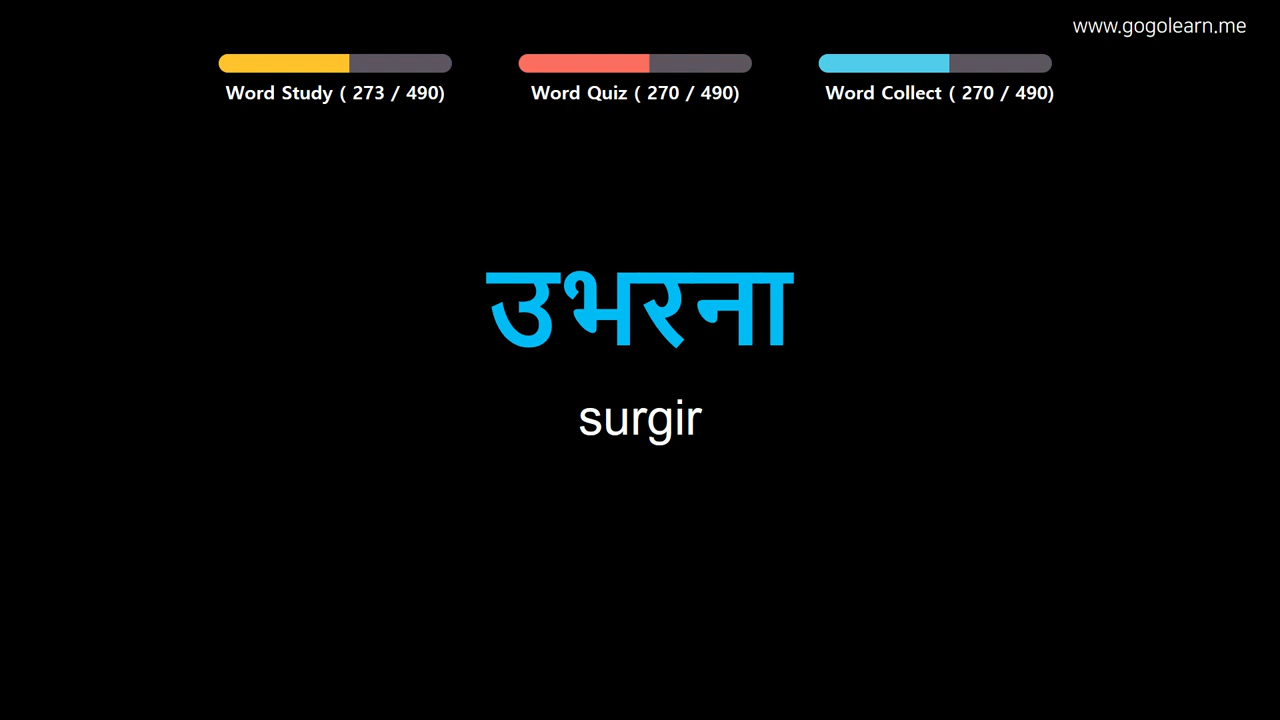 www.gogolearn.me
Word Study ( 273 / 490)
Word Quiz ( 270 / 490)
Word Collect ( 270 / 490)
उभरना
surgir